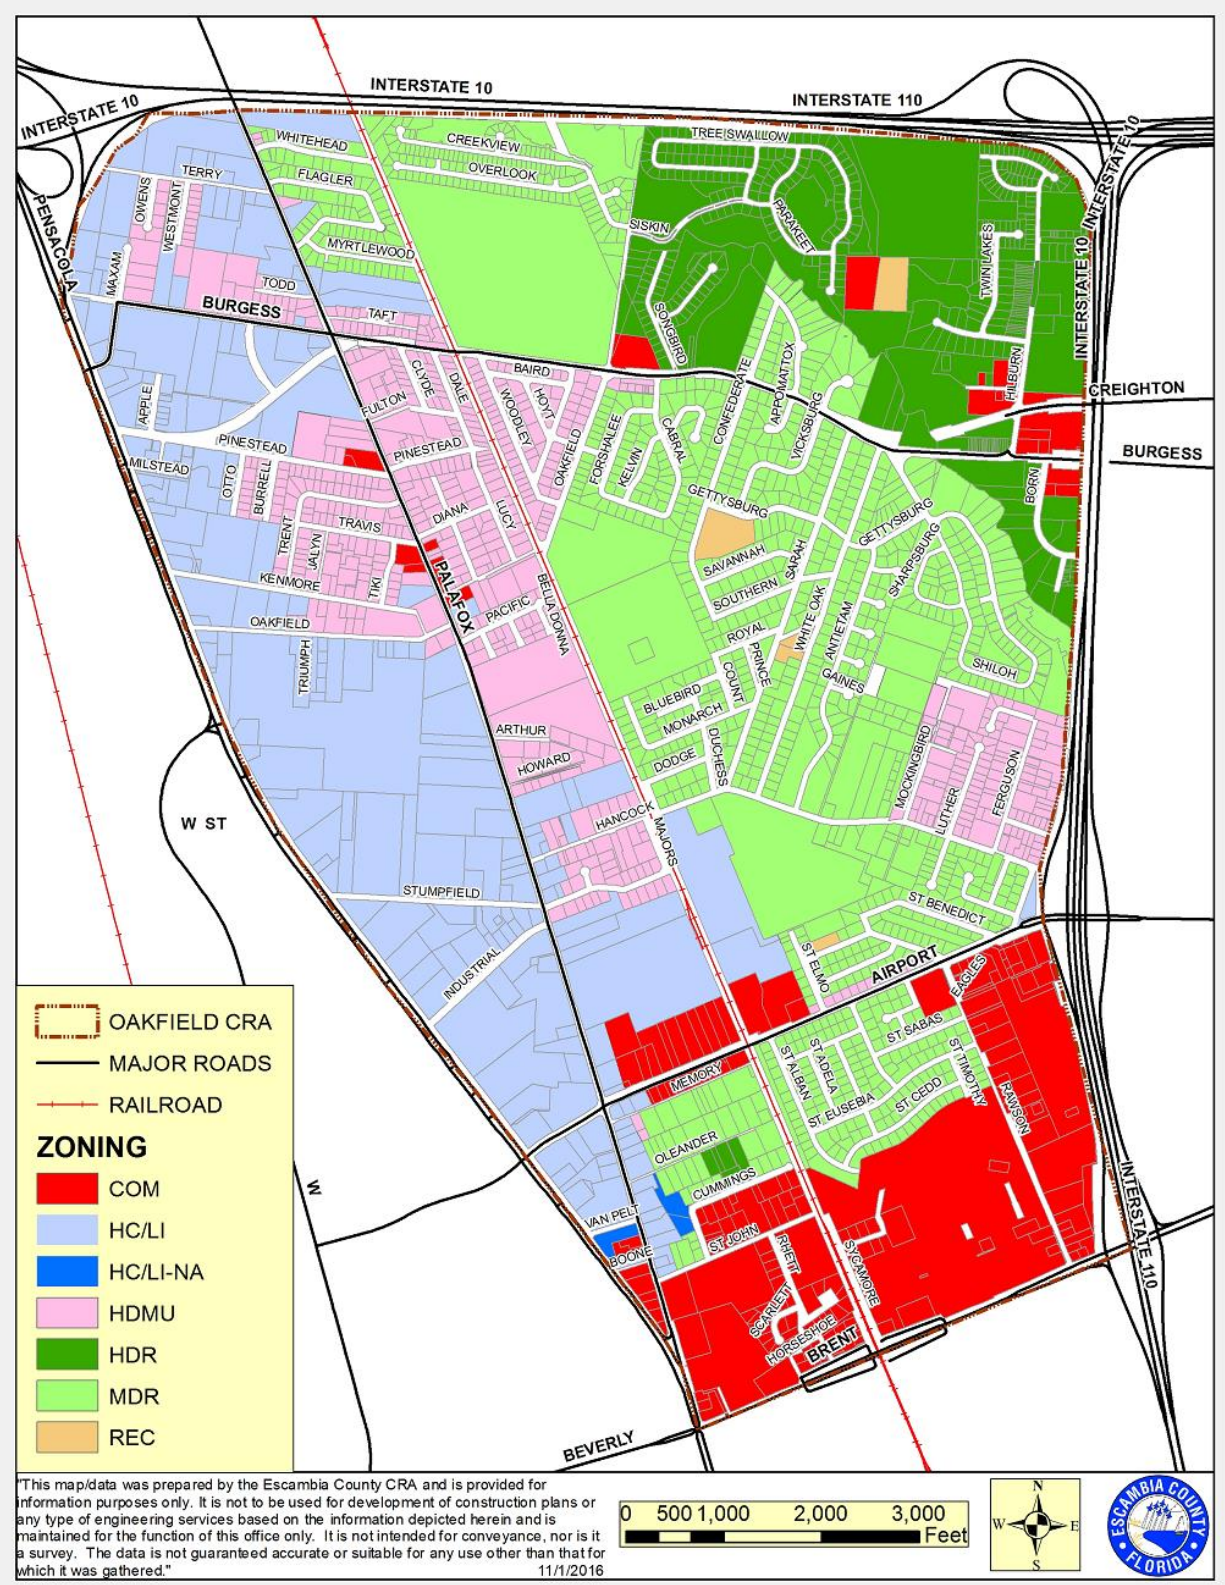 INTERSTATE 10
INTERSTATE 110
INTERSTATE 10
INTERSTATE 10
TREE SWALLOW
WHITEHEAD
CREEKVIEW
OVERLOOK
TERRY
FLAGLER
OWENS
WESTMONT
PENSACOLA
SISKIN
PARAKEET
INTERSTATE 10
MYRTLEWOOD
MAXAM
TODD
TWIN LAKES
BURGESS
TAFT
SONGBIRD
BAIRD
CLYDE
DALE
HILBURN
CREIGHTON
APPLE
FULTON
WOODLEY
HOYT
CONFEDERATE
APPOMATTOX
VICKSBURG
PINESTEAD
PINESTEAD
OAKFIELD
FORSHALEE
KELVIN
CABRAL
BURGESS
MILSTEAD
OTTO
BURRELL
BORN
GETTYSBURG
GETTYSBURG
TRENT
TRAVIS
DIANA
LUCY
JALYN
SAVANNAH
SARAH
SHARPSBURG
KENMORE
TIKI
PALAFOX
SOUTHERN
PACIFIC
BELLA DONNA
OAKFIELD
ROYAL
WHITE OAK
ANTIETAM
TRIUMPH
PRINCE
SHILOH
COUNT
GAINES
BLUEBIRD
MONARCH
ARTHUR
DUCHESS
HOWARD
DODGE
MOCKINGBIRD
FERGUSON
LUTHER
W ST
HANCOCK
MAJORS
STUMPFIELD
ST BENEDICT
INDUSTRIAL
ST ELMO
AIRPORT
EAGLES
ST SABAS
MEMORY
ST ALBAN
ST ADELA
ST TIMOTHY
ST EUSEBIA
ST CEDD
RAWSON
OLEANDER
CUMMINGS
W
VAN PELT
BOONE
ST JOHN
RHETT
SYCAMORE
INTERSTATE 110
SCARLETT
HORSESHOE
BRENT
BEVERLY
OAKFIELD CRA
MAJOR ROADS
RAILROAD
ZONING
COM
HC/LI
HC/LI-NA
HDMU
HDR
MDR
REC
"This map/data was prepared by the Escambia County CRA and is provided for
information purposes only. It is not to be used for development of construction plans or
any type of engineering services based on the information depicted herein and is
maintained for the function of this office only. It is not intended for conveyance, nor is it
a survey. The data is not guaranteed accurate or suitable for any use other than that for
which it was gathered." 11/1/2016
0 500 1,000 2,000 3,000
Feet
N
W E
S
ESCAMBIA COUNTY
FLORIDA